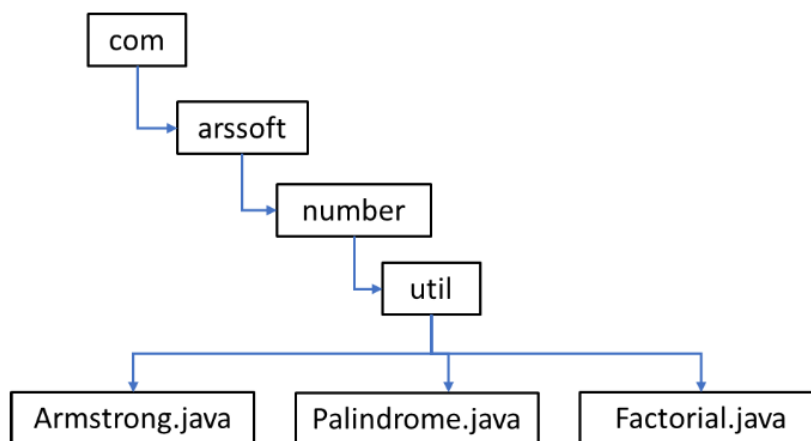 com
arssoft
number
util
Armstrong.java
Palindrome.java
Factorial.java